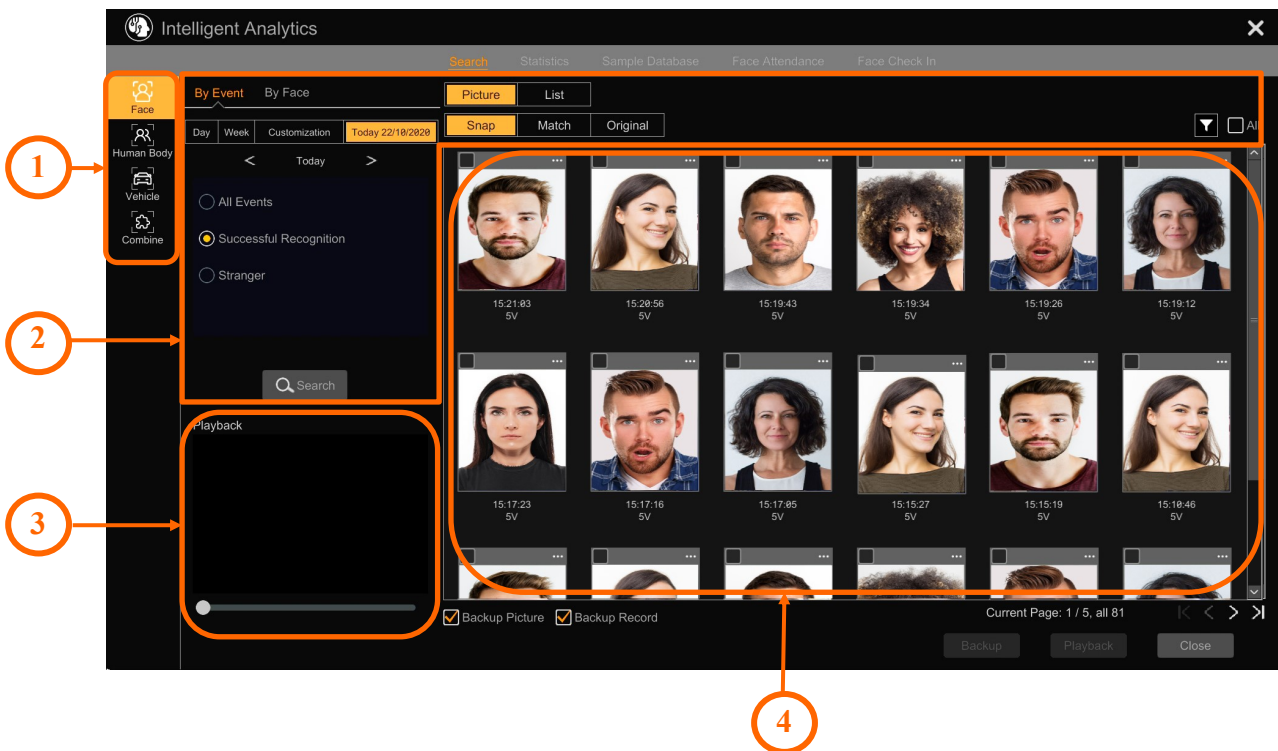 Intelligent Analytics
Search Statistics Sample Database Face Attendance Face Check In
Face
Human Body
Vehicle
Combine
1
2
3
By Event By Face
Day Week Customization Today 22/10/2020
< Today >
All Events
Successful Recognition
Stranger
Search
Playback
Picture List
Snap Match Original
All
15:21:03 15:20:56 15:19:43 15:19:34 15:19:26 15:19:12
5V 5V 5V 5V 5V 5V
15:17:23 15:17:16 15:17:05 15:15:27 15:15:19 15:10:46
5V 5V 5V 5V 5V 5V
Backup Picture Backup Record
Current Page: 1 / 5, all 81
Backup Playback Close
4